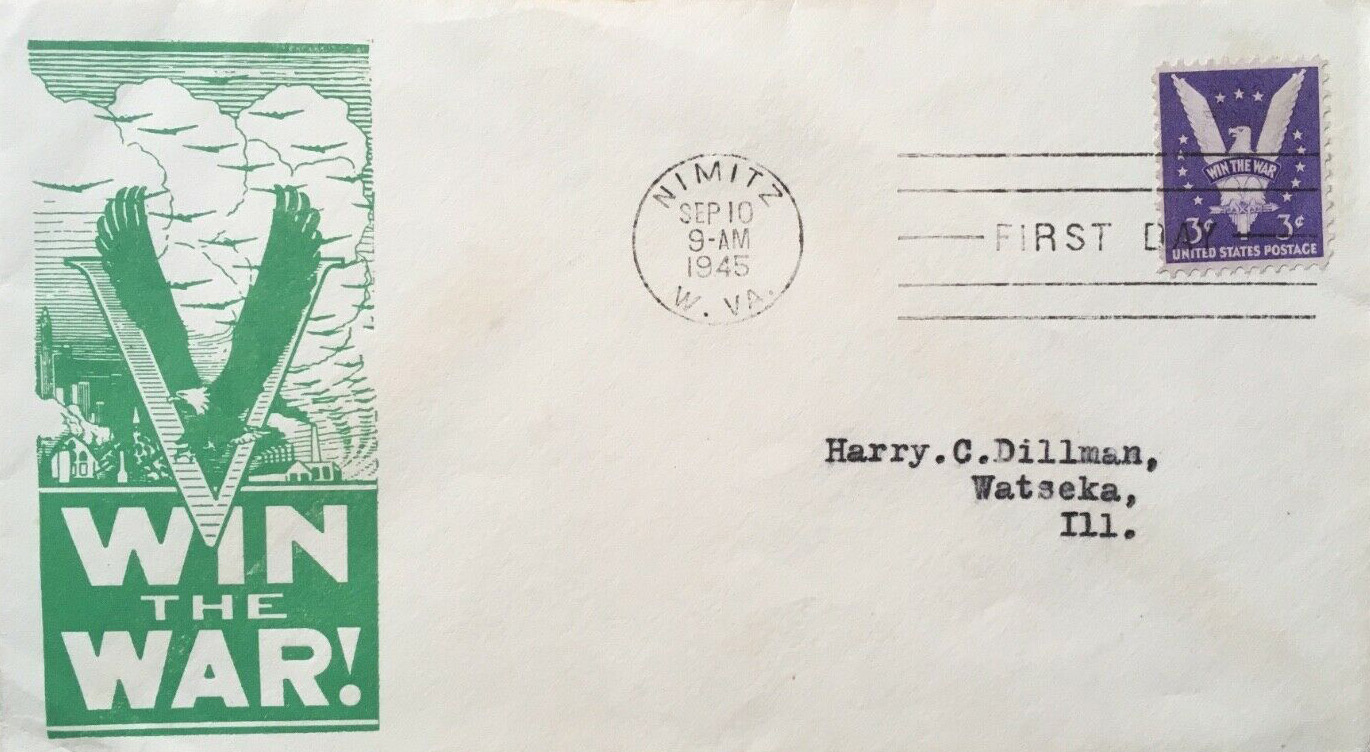 WIN
THE
WAR!
NIMITZ
SEP 10
9-AM
1945
W. VA.
FIRST DAY
WIN THE WAR
3¢ 3¢
UNITED STATES POSTAGE
Harry.C.Dillman,
Watseka,
Ill.